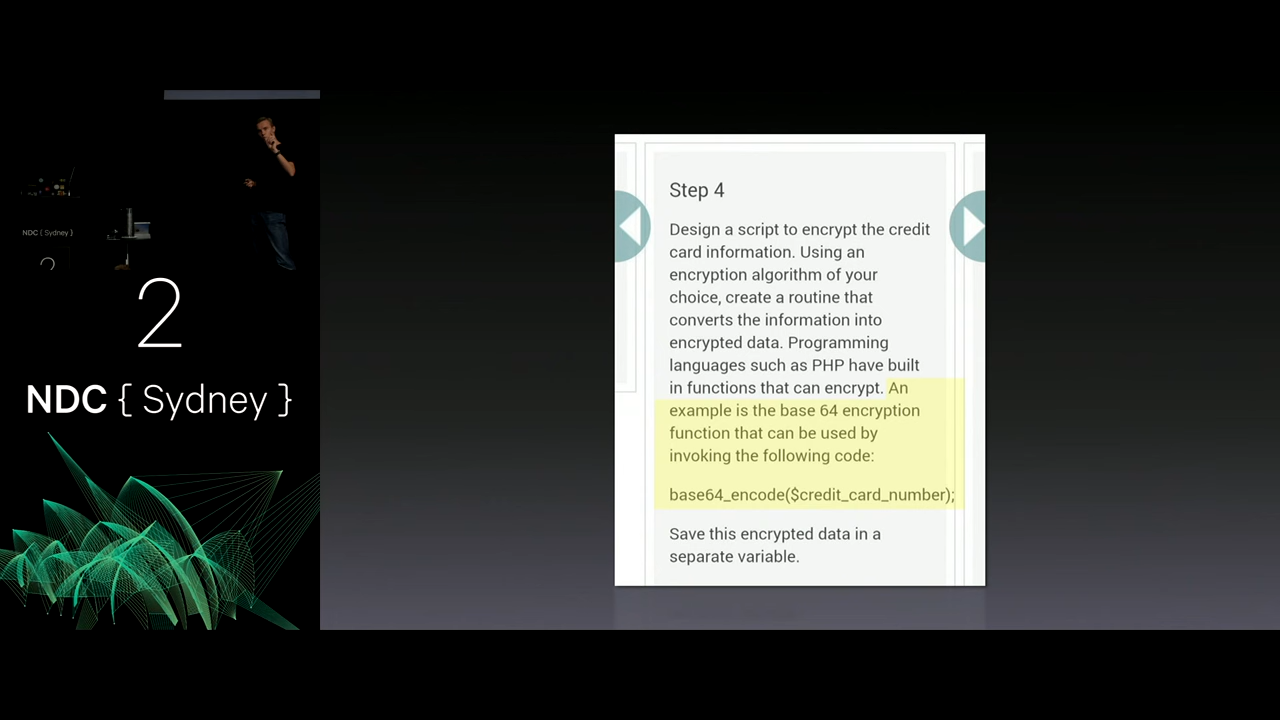 NDC { Sydney }
2
NDC { Sydney }
Step 4
Design a script to encrypt the credit
card information. Using an
encryption algorithm of your
choice, create a routine that
converts the information into
encrypted data. Programming
languages such as PHP have built
in functions that can encrypt. An
example is the base 64 encryption
function that can be used by
invoking the following code:
base64_encode($credit_card_number);
Save this encrypted data in a
separate variable.